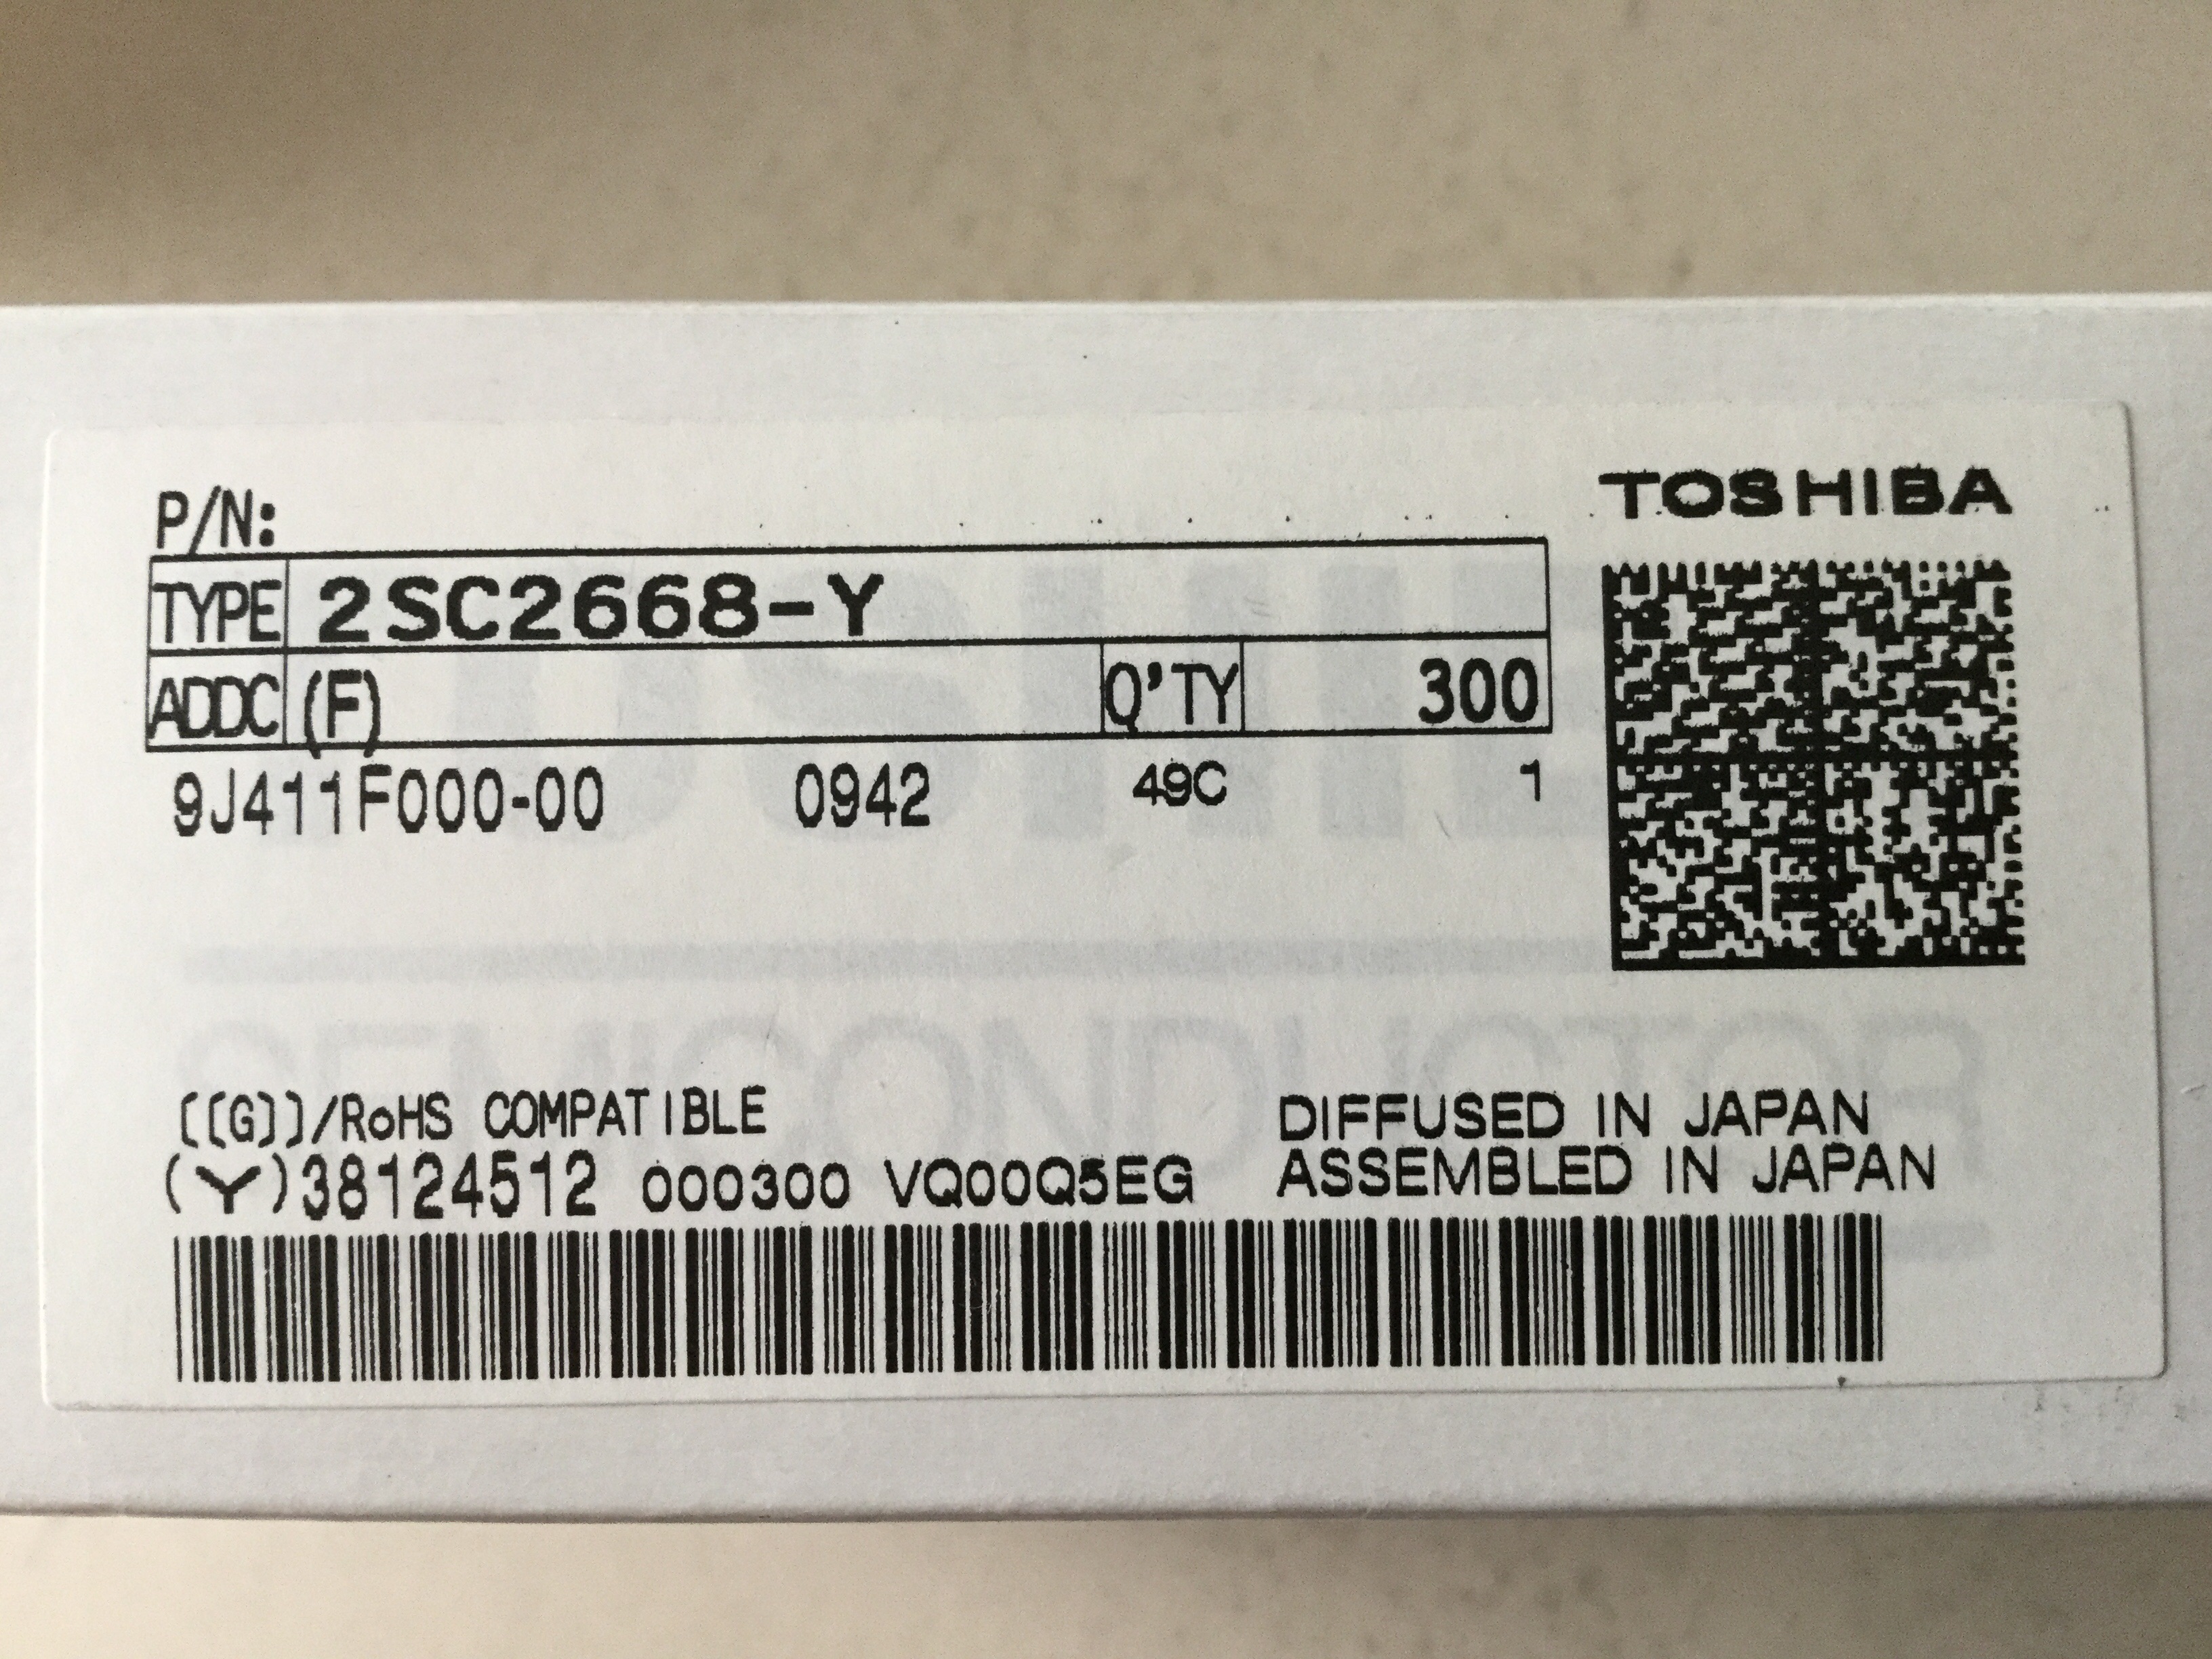 P/N:
TOSHIBA
TYPE 2SC2668-Y
ADDC (F) Q'TY 300
9J411F000-00 0942 49C 1
[[G]]/RoHS COMPATIBLE
DIFFUSED IN JAPAN
(Y)38124512 000300 VQ00Q5EG
ASSEMBLED IN JAPAN